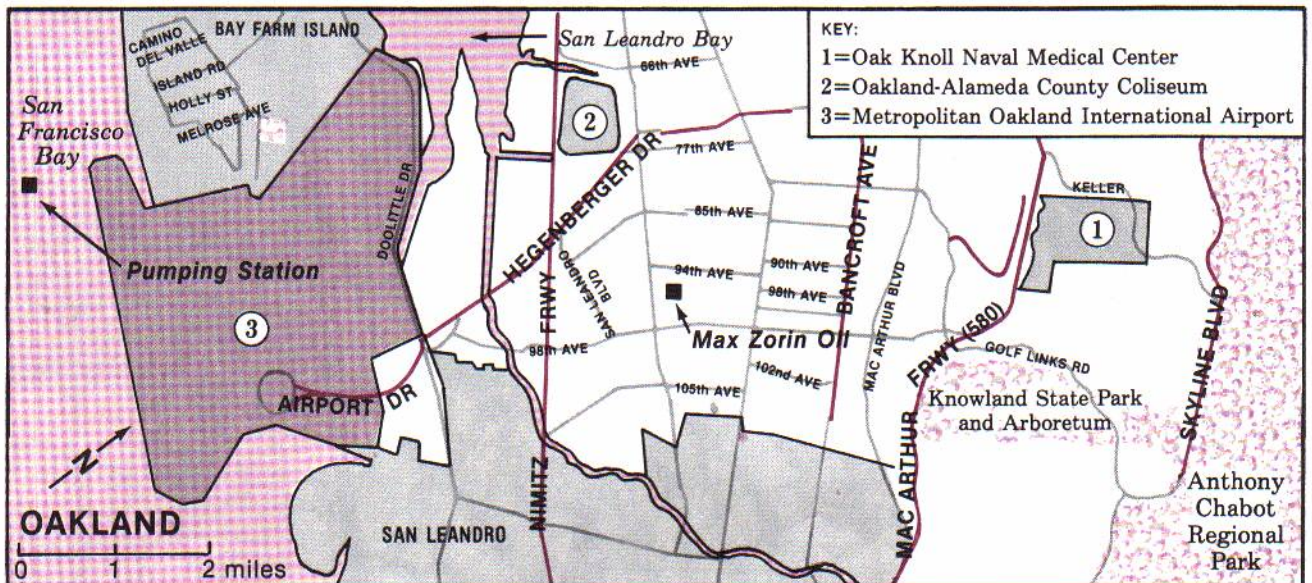 CAMINO
DEL VALLE
BAY FARM ISLAND
ISLAND RD
HOLLY ST
MELROSE AVE
San
Francisco
Bay
Pumping Station
DOOLITTLE DR
3
AIRPORT DR
N
OAKLAND
0 1 2 miles
San Leandro Bay
66th AVE
2
77th AVE
HEGENBERGER DR
85th AVE
SAN LEANDRO
BLVD
94th AVE
90th AVE
98th AVE
Max Zorin Oil
98th AVE
105th AVE
102nd AVE
NIMITZ FRWY
SAN LEANDRO
BANCROFT AVE
MAC ARTHUR BLVD
MAC ARTHUR FRWY (580)
KEY:
1=Oak Knoll Naval Medical Center
2=Oakland-Alameda County Coliseum
3=Metropolitan Oakland International Airport
KELLER
1
GOLF LINKS RD
Knowland State Park
and Arboretum
SKYLINE BLVD
Anthony
Chabot
Regional
Park